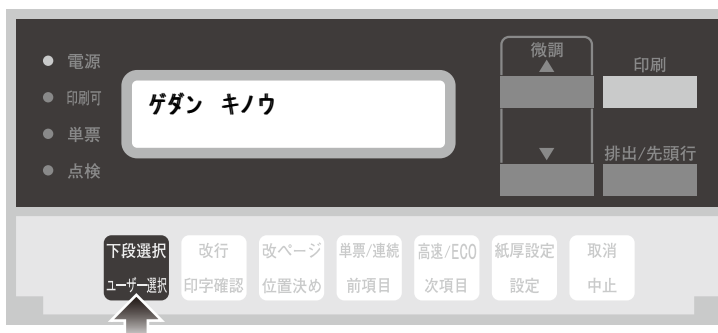 電源
印刷可
単票
点検
ゲダン キノウ
微調
▲
▼
印刷
排出/先頭行
下段選択
ユーザー選択
改行
印字確認
改ページ
位置決め
単票/連続
前項目
高速/ECO
次項目
紙厚設定
設定
取消
中止